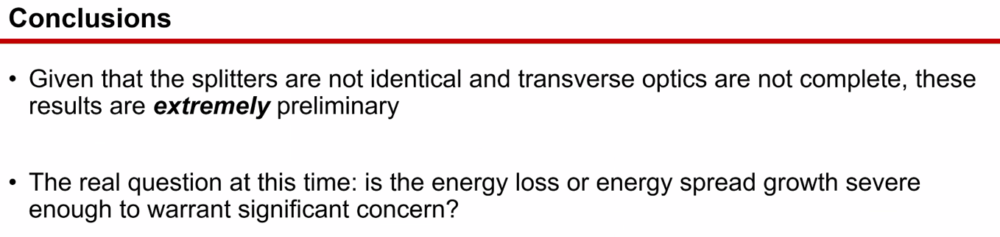 Conclusions
• Given that the splitters are not identical and transverse optics are not complete, these
results are extremely preliminary
• The real question at this time: is the energy loss or energy spread growth severe
enough to warrant significant concern?